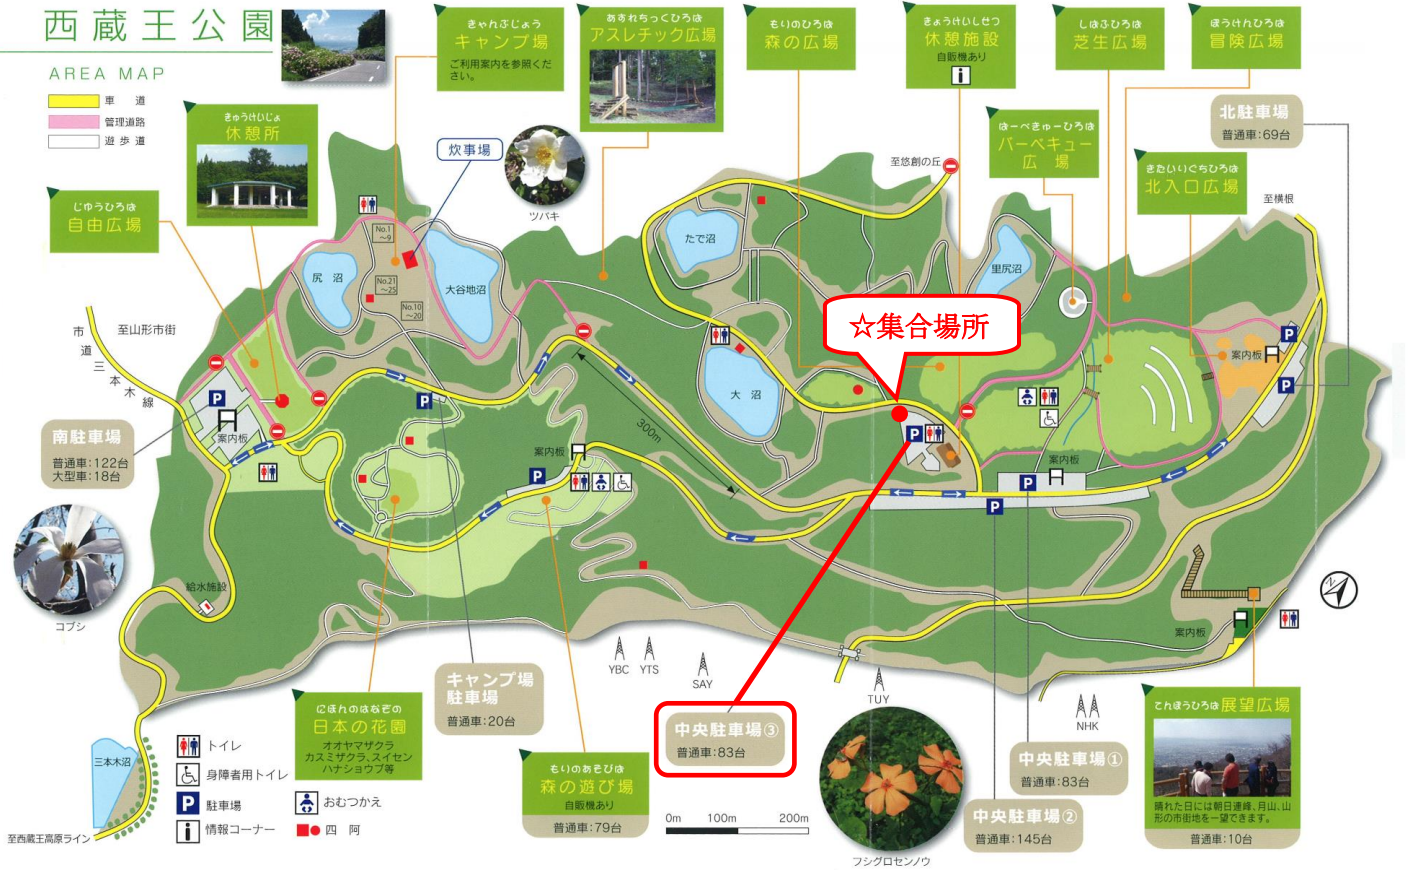 西蔵王公園
AREA MAP
車　道
管理道路
遊歩道
きゃんぷじょう
キャンプ場
ご利用案内を参照くだ
さい。
あすれちっくひろば
アスレチック広場
もりのひろば
森の広場
きゅうけいしせつ
休憩施設
自販機あり
しばふひろば
芝生広場
ぼうけんひろば
冒険広場
北駐車場
普通車:69台
きゅうけいじょ
休憩所
じゆうひろば
自由広場
炊事場
ツバキ
至悠創の丘
ばーべきゅーひろば
バーベキュー
広　場
きたいりぐちひろば
北入口広場
至横根
No.1
～9
No.21
～25
No.10
～20
尻　沼
大谷地沼
たで沼
里尻沼
☆集合場所
大　沼
至山形市街
市道三本木線
案内板
案内板
案内板
案内板
案内板
300m
南駐車場
普通車:122台
大型車:18台
コブシ
給水施設
三本木沼
至西蔵王高原ライン
YBC
YTS
SAY
TUY
NHK
N
キャンプ場
駐車場
普通車:20台
にほんのはなぞの
日本の花園
オオヤマザクラ
カスミザクラ、スイセン
ハナショウブ等
もりのあそびば
森の遊び場
自販機あり
普通車:79台
中央駐車場③
普通車:83台
中央駐車場①
普通車:83台
中央駐車場②
普通車:145台
てんぼうひろば
展望広場
晴れた日には朝日連峰、月山、山
形の市街地を一望できます。
普通車:10台
トイレ
身障者用トイレ
P
駐車場
おむつかえ
情報コーナー
四　阿
0m
100m
200m
フシグロセンノウ